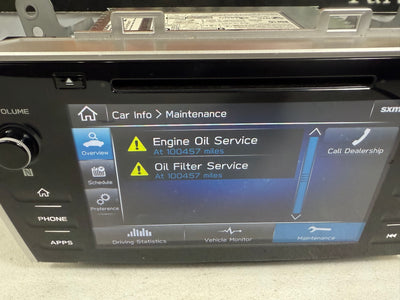 VOLUME
Car Info > Maintenance
sxm
Overview
Engine Oil Service
At 100457 miles
Call Dealership
Oil Filter Service
At 100457 miles
Schedule
Preference
PHONE
APPS
Driving Statistics
Vehicle Monitor
Maintenance